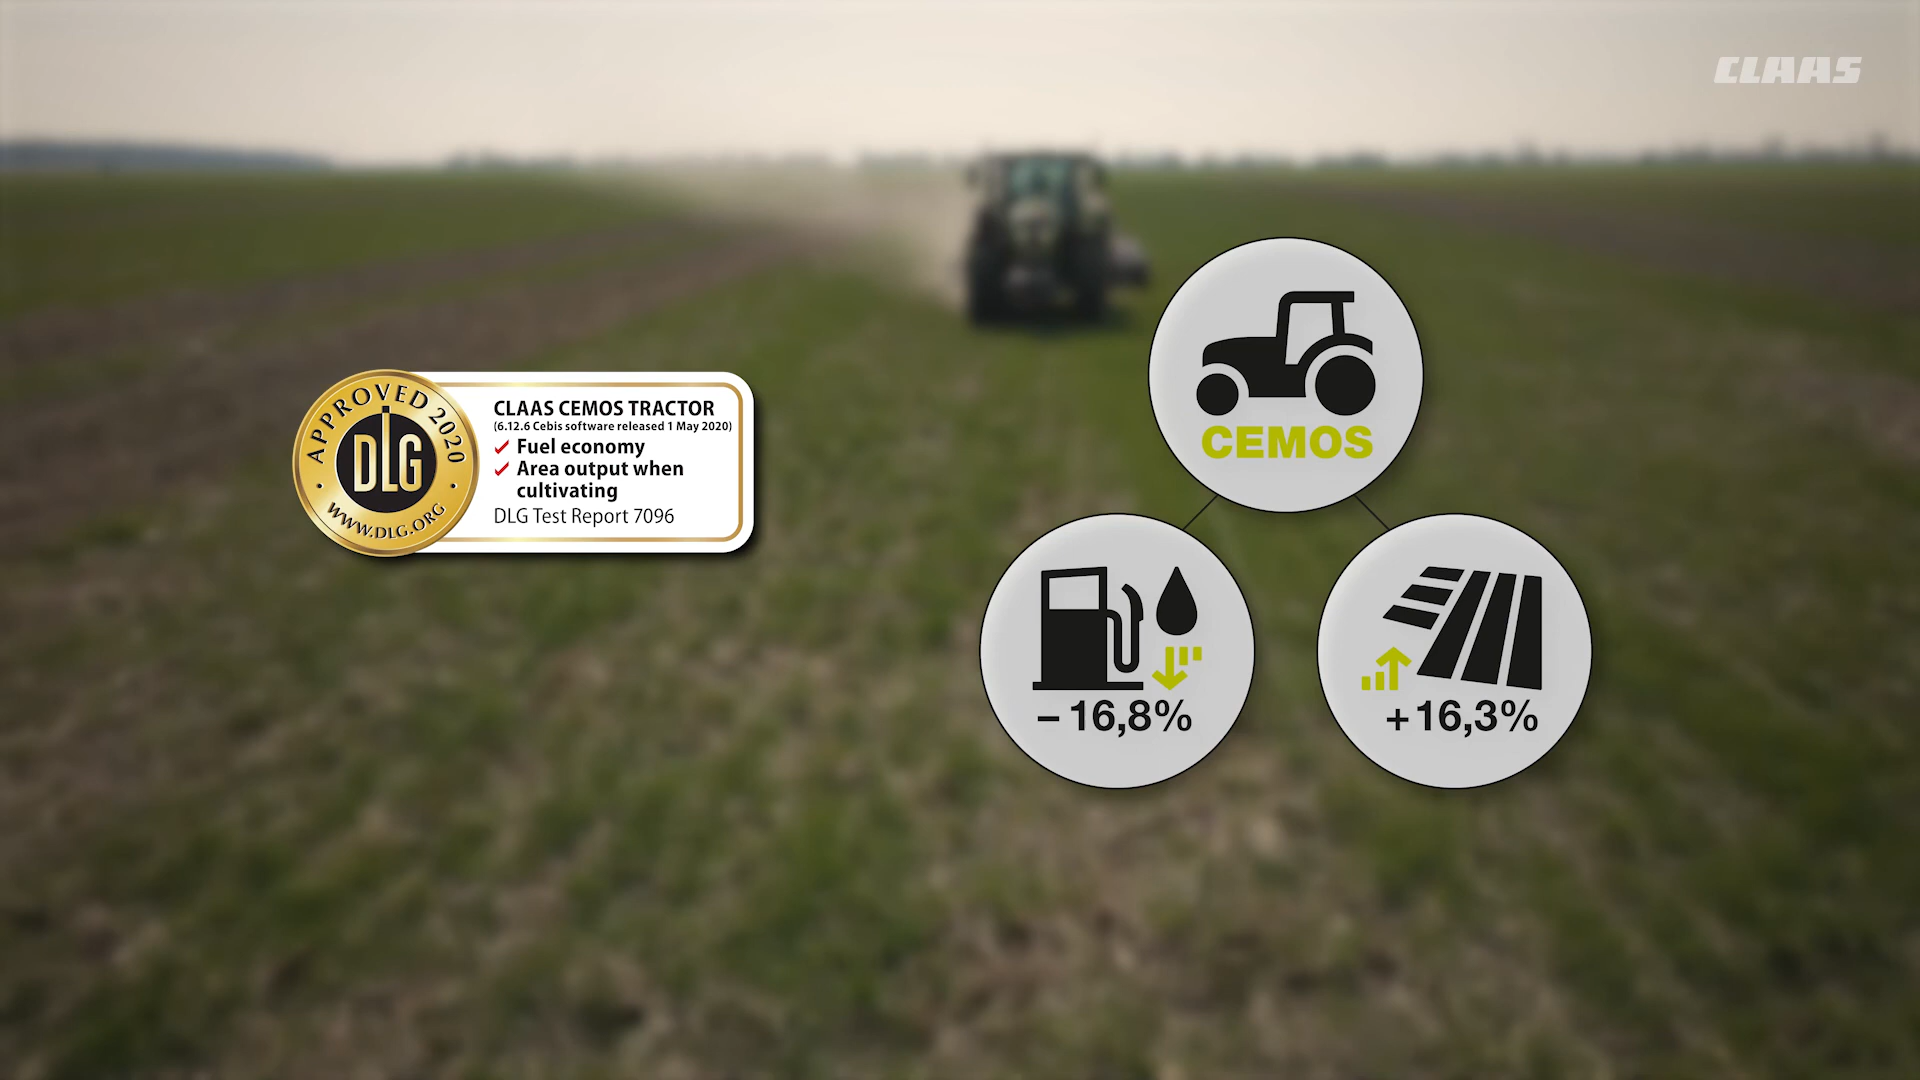 CLAAS
APPROVED 2020
DLG
WWW.DLG.ORG
CLAAS CEMOS TRACTOR
(6.12.6 Cebis software released 1 May 2020)
Fuel economy
Area output when
cultivating
DLG Test Report 7096
CEMOS
– 16,8%
+16,3%